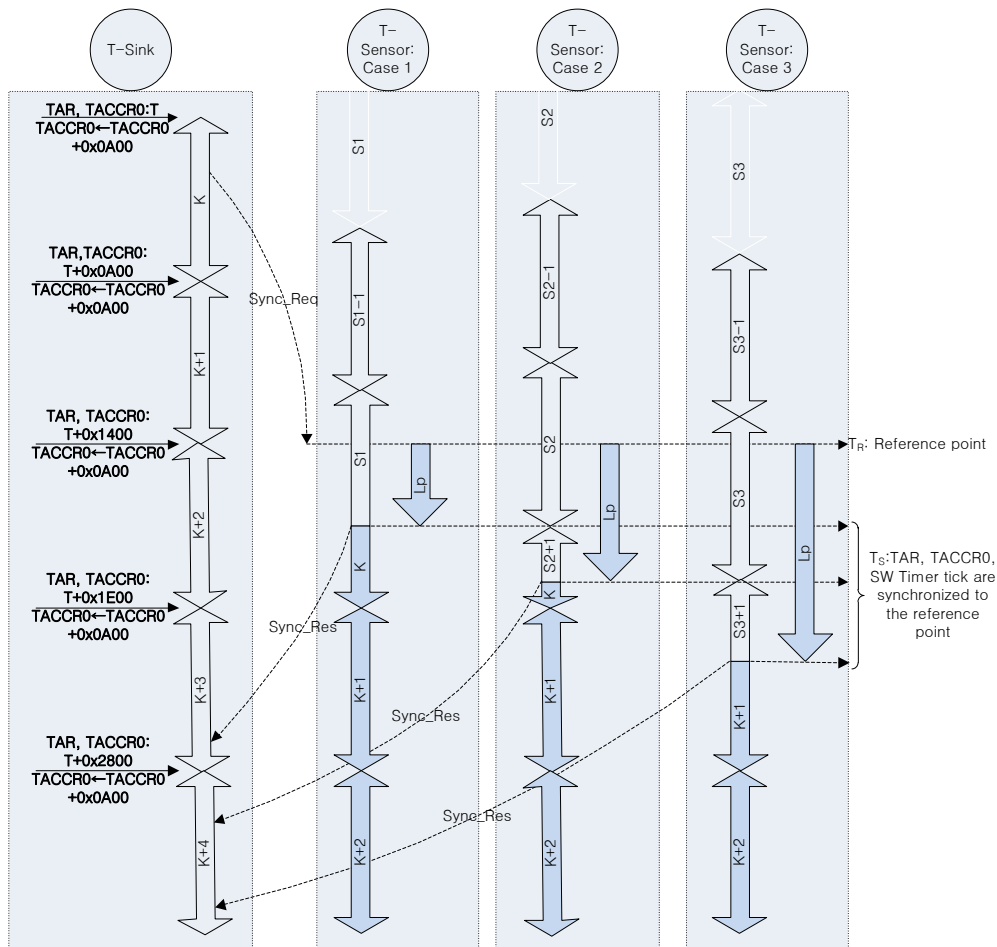 T-Sink
T-
Sensor:
Case 1
T-
Sensor:
Case 2
T-
Sensor:
Case 3
TAR, TACCR0:T
TACCR0←TACCR0
+0x0A00
K
TAR,TACCR0:
T+0x0A00
TACCR0←TACCR0
+0x0A00
K+1
TAR, TACCR0:
T+0x1400
TACCR0←TACCR0
+0x0A00
K+2
TAR, TACCR0:
T+0x1E00
TACCR0←TACCR0
+0x0A00
K+3
TAR, TACCR0:
T+0x2800
TACCR0←TACCR0
+0x0A00
K+4
Sync_Req
Sync_Res
Sync_Res
Sync_Res
S1
S1-1
S1
Lp
K
K+1
K+2
S2
S2-1
S2
S2+1
Lp
K
K+1
K+2
S3
S3-1
S3
S3+1
Lp
K+1
K+2
TR: Reference point
TS:TAR, TACCR0,
SW Timer tick are
synchronized to
the reference
point